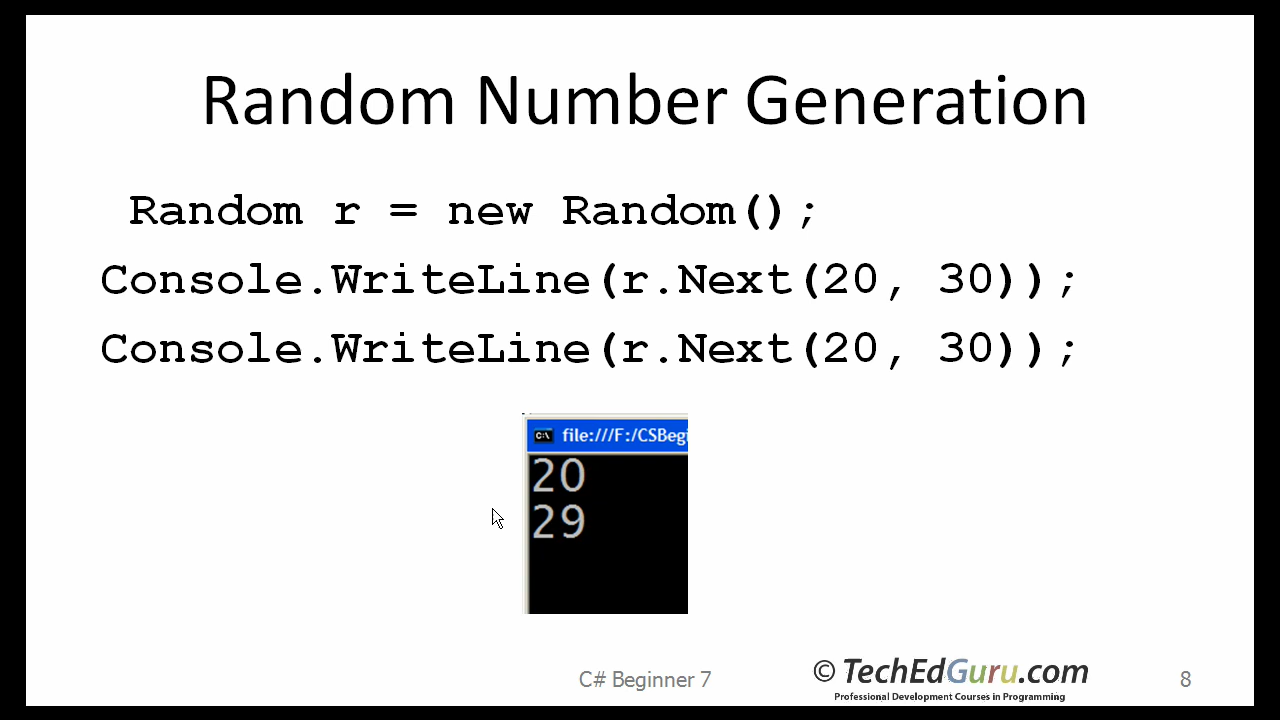 Random Number Generation
Random r = new Random();
Console.WriteLine(r.Next(20, 30));
Console.WriteLine(r.Next(20, 30));
C:\ file:///F:/CSBegi
20
29
C# Beginner 7
© TechEdGuru.com
Professional Development Courses in Programming
8